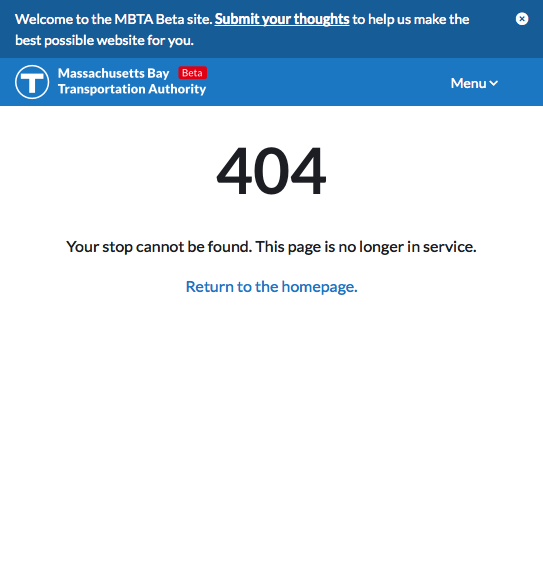 Welcome to the MBTA Beta site. Submit your thoughts to help us make the
best possible website for you.
T
Massachusetts Bay Beta
Transportation Authority
Menu
404
Your stop cannot be found. This page is no longer in service.
Return to the homepage.